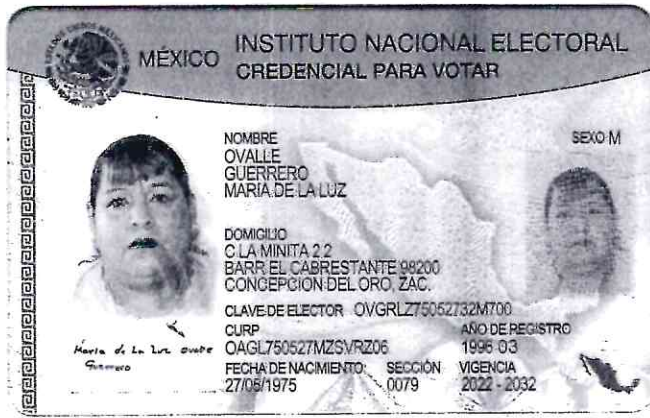 MÉXICO INSTITUTO NACIONAL ELECTORAL
CREDENCIAL PARA VOTAR
NOMBRE SEXO M
OVALLE
GUERRERO
MARIA DE LA LUZ
DOMICILIO
C LA MINITA 2 2
BARR EL CABRESTANTE 98200
CONCEPCION DEL ORO, ZAC.
CLAVE DE ELECTOR OVGRLZ75052732M700
CURP AÑO DE REGISTRO
OAGL750527MZSVRZ06 1996 03
FECHA DE NACIMIENTO SECCIÓN VIGENCIA
27/05/1975 0079 2022 - 2032
Maria de La Luz Ovalle
Guerrero